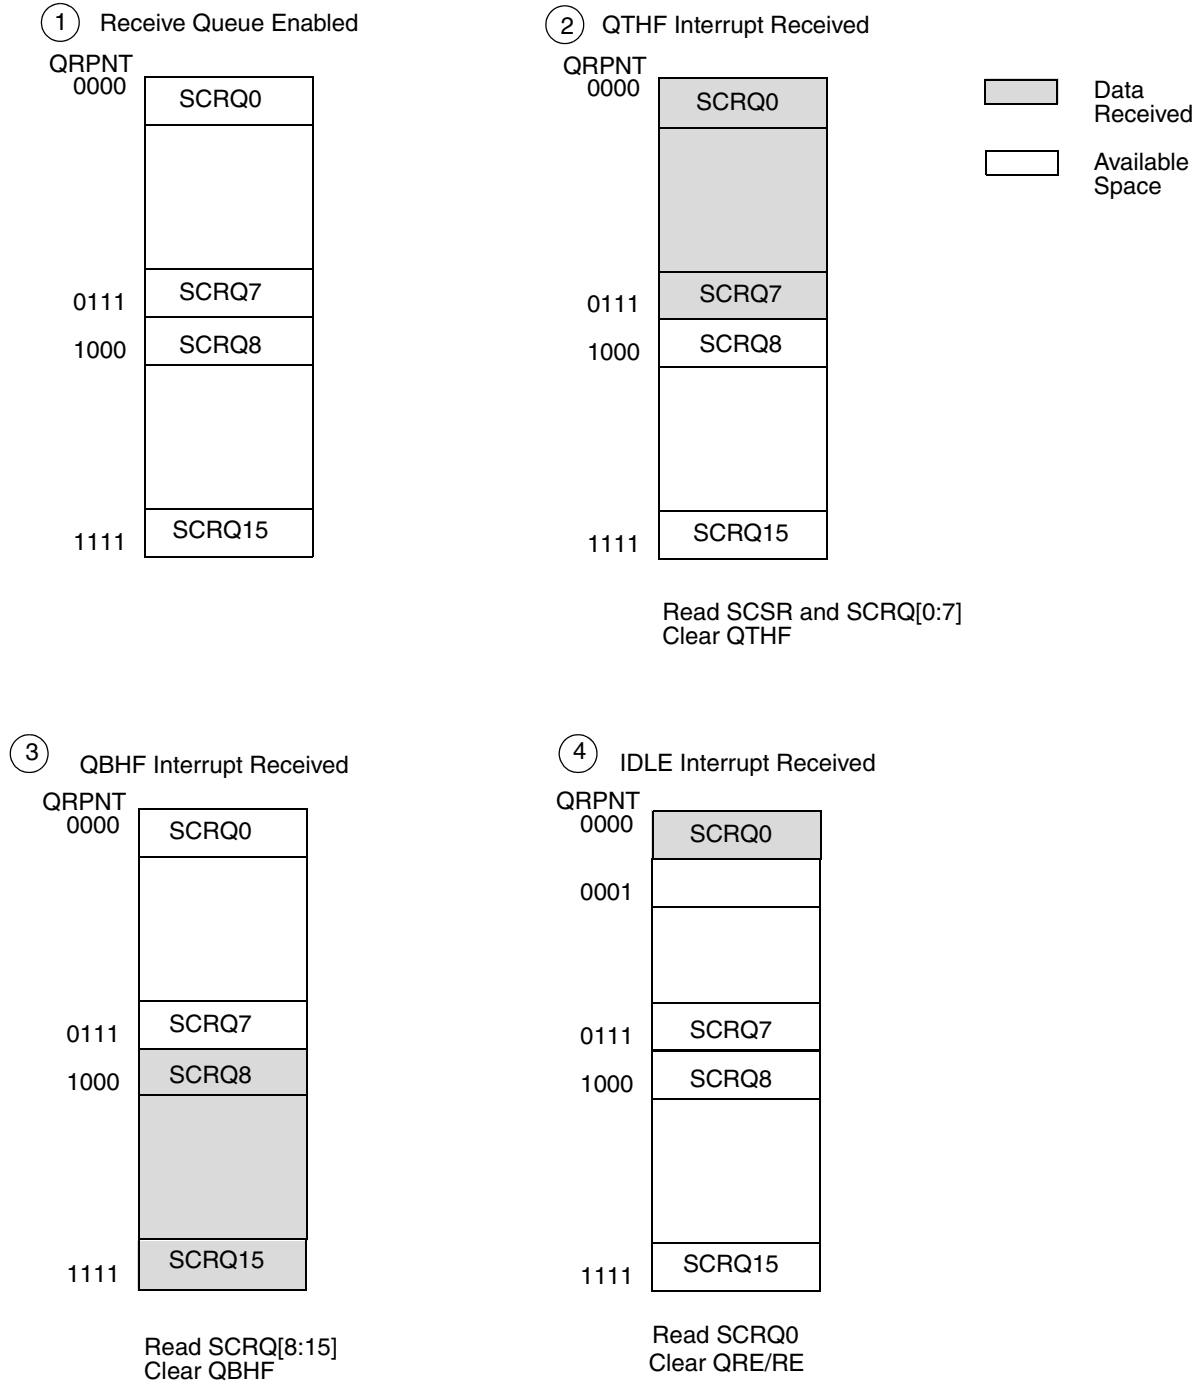 1 Receive Queue Enabled
QRPNT
0000 SCRQ0
0111 SCRQ7
1000 SCRQ8
1111 SCRQ15
2 QTHF Interrupt Received
QRPNT
0000 SCRQ0
0111 SCRQ7
1000 SCRQ8
1111 SCRQ15
Read SCSR and SCRQ[0:7]
Clear QTHF
Data
Received
Available
Space
3 QBHF Interrupt Received
QRPNT
0000 SCRQ0
0111 SCRQ7
1000 SCRQ8
1111 SCRQ15
Read SCRQ[8:15]
Clear QBHF
4 IDLE Interrupt Received
QRPNT
0000 SCRQ0
0001
0111 SCRQ7
1000 SCRQ8
1111 SCRQ15
Read SCRQ0
Clear QRE/RE